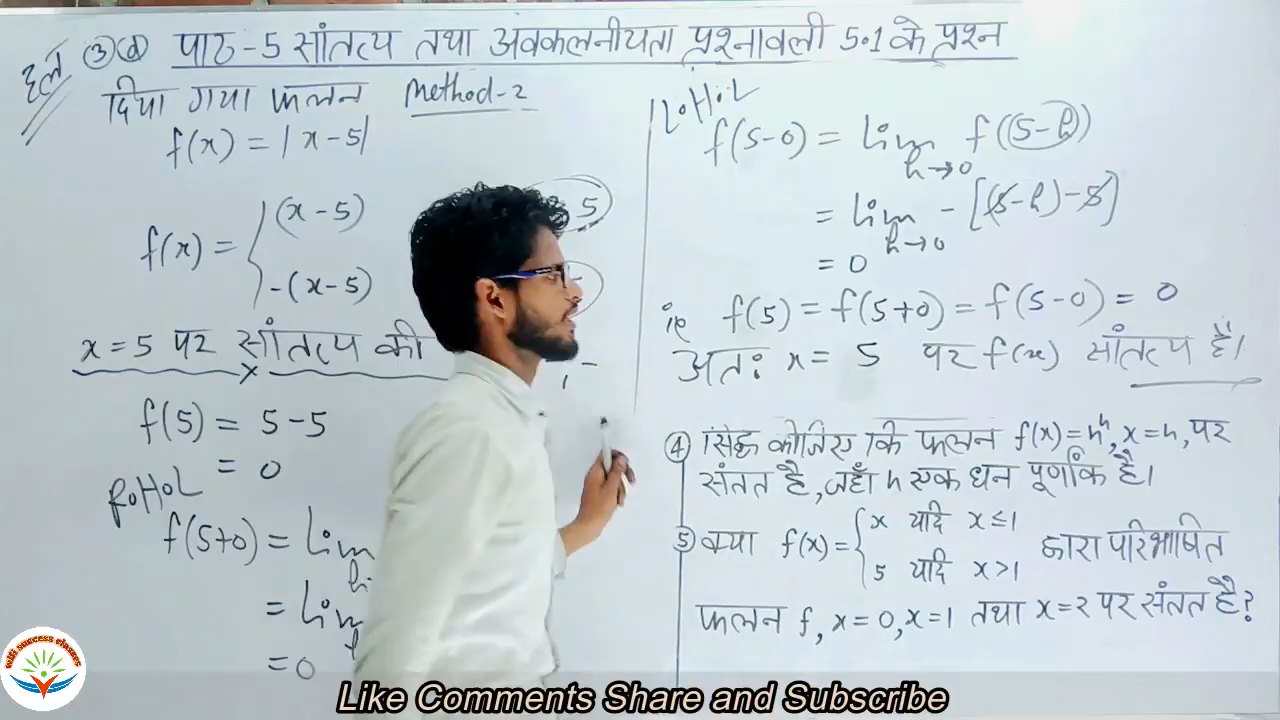 हल ③(d) पाठ-5 सांतत्य तथा अवकलनीयता प्रश्नावली 5.1 के प्रश्न
दिया गया फलन Method-2
f(x) = |x-5|
f(x) = { (x-5) 5
-(x-5)
x=5 पर सांतत्य की
f(5) = 5-5
= 0
R.H.L
f(5+0) = Lim
h
= Lim
= 0
f(5-0) = Lim f((5-h))
h→0
= Lim -[(5-h)-5]
h→0
= 0
ie f(5) = f(5+0) = f(5-0) = 0
अतः x = 5 पर f(x) सांतत्य है।
④ सिद्ध कीजिए कि फलन f(x)=xⁿ, x=n, पर
संतत है, जहाँ n एक धन पूर्णांक है।
⑤ क्या f(x)= { x यदि x≤1
5 यदि x>1 द्वारा परिभाषित
फलन f, x=0, x=1 तथा x=2 पर संतत है?
wifi success classes
Like Comments Share and Subscribe